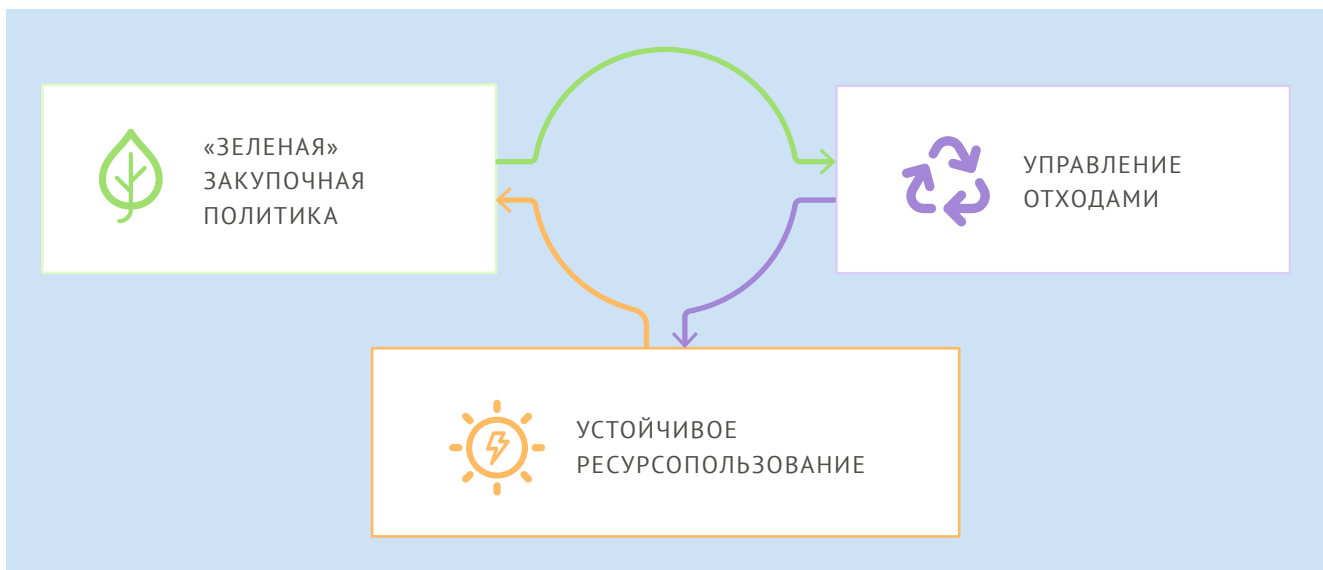 «ЗЕЛЕНАЯ»
ЗАКУПОЧНАЯ
ПОЛИТИКА
УПРАВЛЕНИЕ
ОТХОДАМИ
УСТОЙЧИВОЕ
РЕСУРСОПОЛЬЗОВАНИЕ